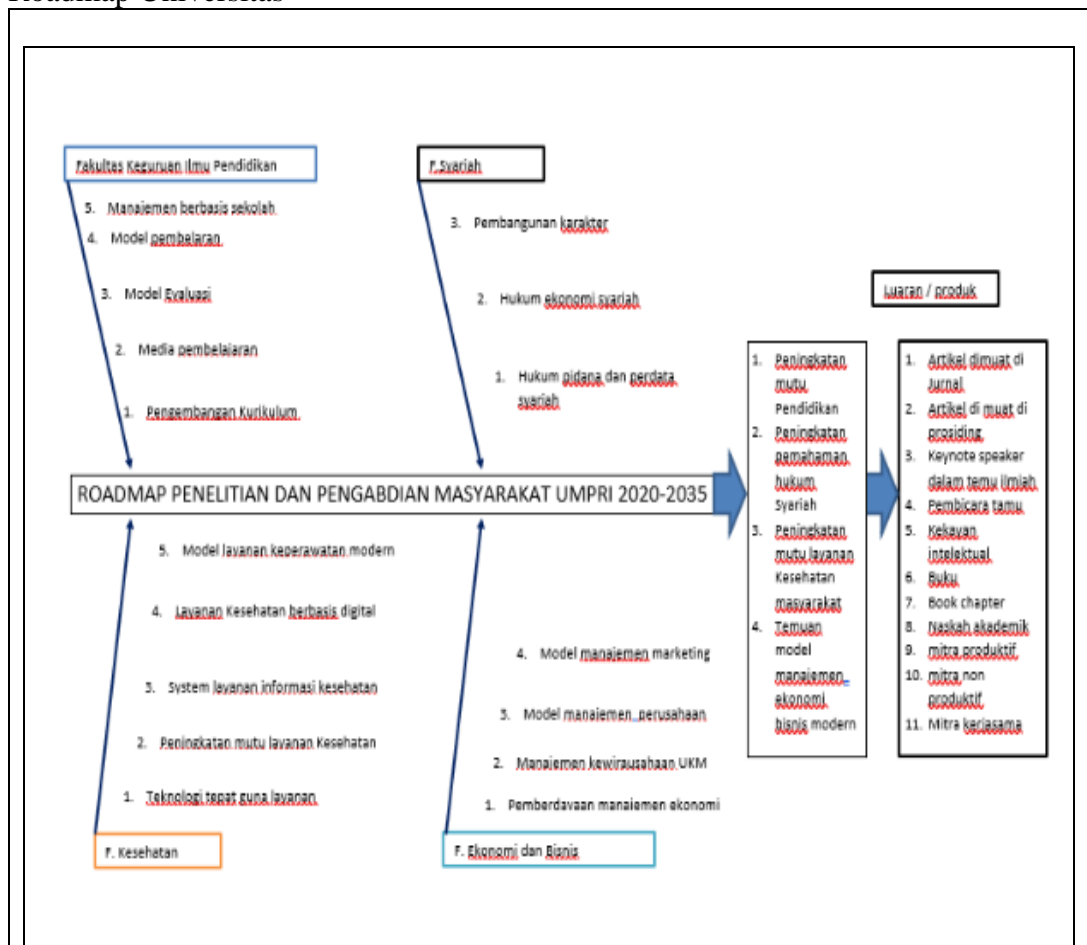 Roadmap Universitas
Fakultas Keguruan Ilmu Pendidikan
5. Manajemen berbasis sekolah
4. Model pembelaran
3. Model Evaluasi
2. Media pembelajaran
1. Pengembangan Kurikulum
F.Syariah
3. Pembangunan karakter
2. Hukum ekonomi syariah
1. Hukum pidana dan perdata
syariah
ROADMAP PENELITIAN DAN PENGABDIAN MASYARAKAT UMPRI 2020-2035
5. Model layanan keperawatan modern
4. Layanan Kesehatan berbasis digital
3. System layanan informasi kesehatan
2. Peningkatan mutu layanan Kesehatan
1. Teknologi tepat guna layanan
F. Kesehatan
4. Model manajemen marketing
3. Model manajemen perusahaan
2. Manajemen kewirausahaan UKM
1. Pemberdayaan manajemen ekonomi
F. Ekonomi dan Bisnis
1. Peningkatan
mutu
Pendidikan
2. Peningkatan
pemahaman
hukum
Syariah
3. Peningkatan
mutu layanan
Kesehatan
masyarakat
4. Temuan
model
manajemen
ekonomi
bisnis modern
Luaran / produk
1. Artikel dimuat di
Jurnal
2. Artikel di muat di
prosiding
3. Keynote speaker
dalam temu ilmiah
4. Pembicara tamu
5. Kekayan
intelektual
6. Buku
7. Book chapter
8. Naskah akademik
9. mitra produktif
10. mitra non
produktif
11. Mitra kerjasama